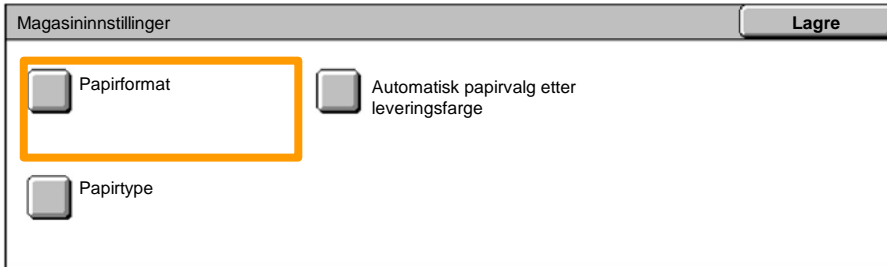 Magasininnstillinger
Lagre
Papirformat
Automatisk papirvalg etter
leveringsfarge
Papirtype